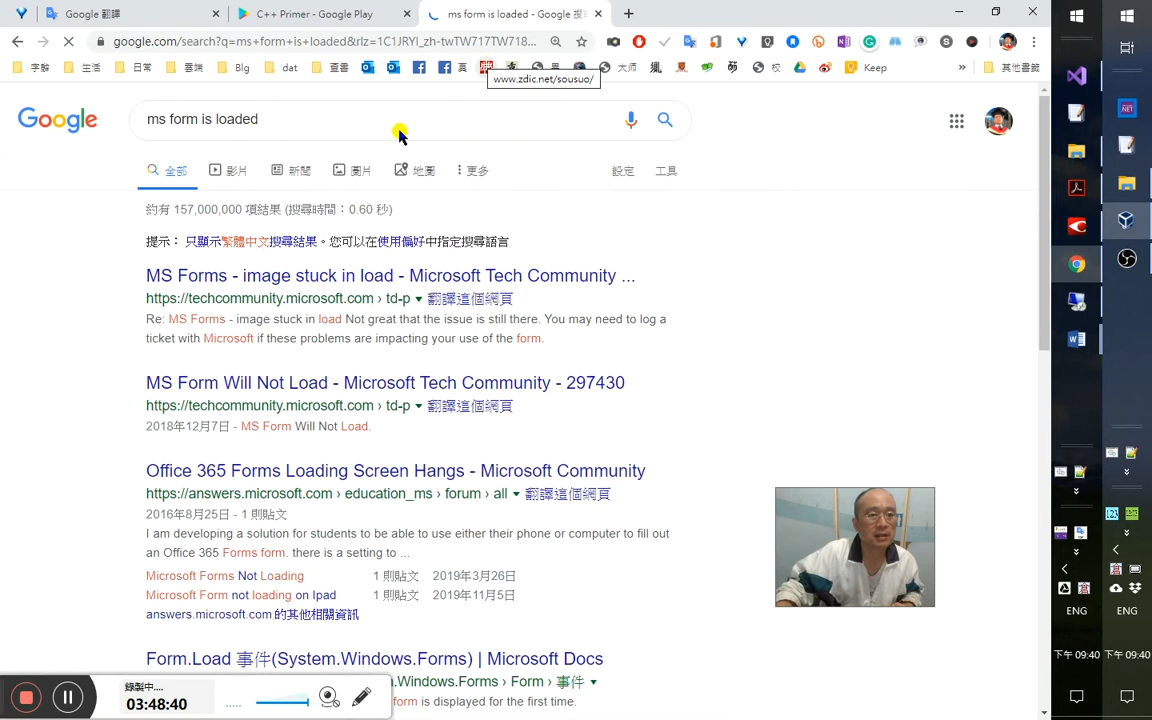 Google 翻譯
C++ Primer - Google Play
ms form is loaded - Google 搜
google.com/search?q=ms+form+is+loaded&rlz=1C1JRYI_zh-twTW717TW718...
字辭
生活
日常
雲端
Blg
dat
查書
真
大师
校
Keep
其他書籤
www.zdic.net/sousuo/
Google
ms form is loaded
全部
影片
新聞
圖片
地圖
更多
設定
工具
約有 157,000,000 項結果 (搜尋時間：0.60 秒)
提示： 只顯示繁體中文搜尋結果。您可以在使用偏好中指定搜尋語言
MS Forms - image stuck in load - Microsoft Tech Community ...
https://techcommunity.microsoft.com › td-p 翻譯這個網頁
Re: MS Forms - image stuck in load Not great that the issue is still there. You may need to log a
ticket with Microsoft if these problems are impacting your use of the form.
MS Form Will Not Load - Microsoft Tech Community - 297430
https://techcommunity.microsoft.com › td-p 翻譯這個網頁
2018年12月7日 - MS Form Will Not Load.
Office 365 Forms Loading Screen Hangs - Microsoft Community
https://answers.microsoft.com › education_ms › forum › all 翻譯這個網頁
2016年8月25日 - 1 則貼文
I am developing a solution for students to be able to use either their phone or computer to fill out
an Office 365 Forms form. there is a setting to ...
Microsoft Forms Not Loading 1 則貼文 2019年3月26日
Microsoft Form not loading on Ipad 1 則貼文 2019年11月5日
answers.microsoft.com 的其他相關資訊
Form.Load 事件(System.Windows.Forms) | Microsoft Docs
.Windows.Forms › Form › 事件
form is displayed for the first time.
錄製中....
03:48:40
ENG
ENG
下午 09:40
下午 09:40